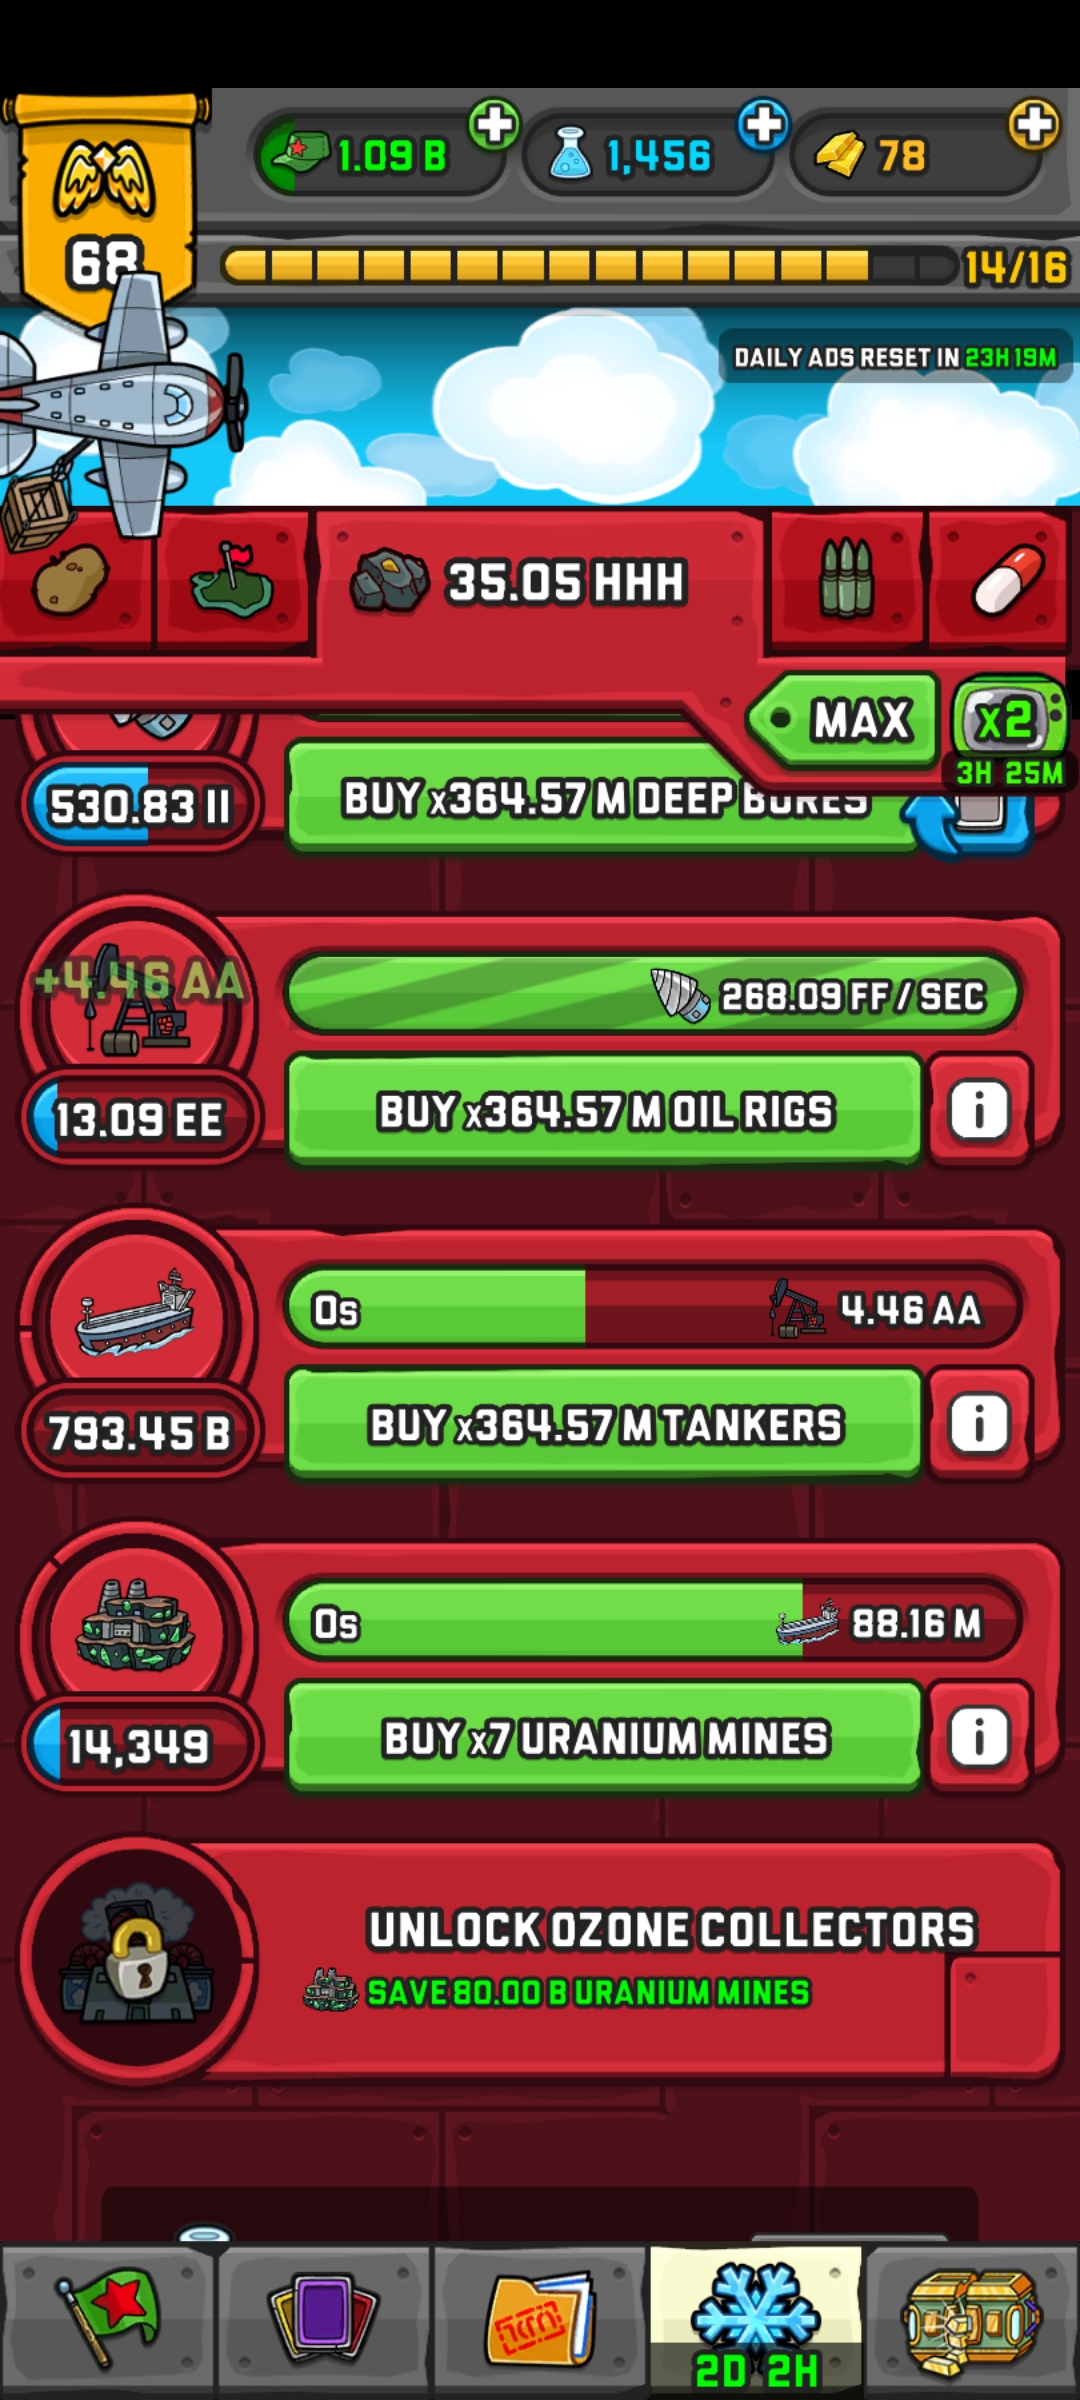 1.09 B
1,456
78
68
14/16
DAILY ADS RESET IN 23H 19M
35.05 HHH
MAX
x2
3H 25M
530.83 II
BUY x364.57 M DEEP BORES
+4.46 AA
268.09 FF / SEC
13.09 EE
BUY x364.57 M OIL RIGS
i
0s
4.46 AA
793.45 B
BUY x364.57 M TANKERS
i
0s
88.16 M
14,349
BUY x7 URANIUM MINES
i
UNLOCK OZONE COLLECTORS
SAVE 80.00 B URANIUM MINES
2D 2H